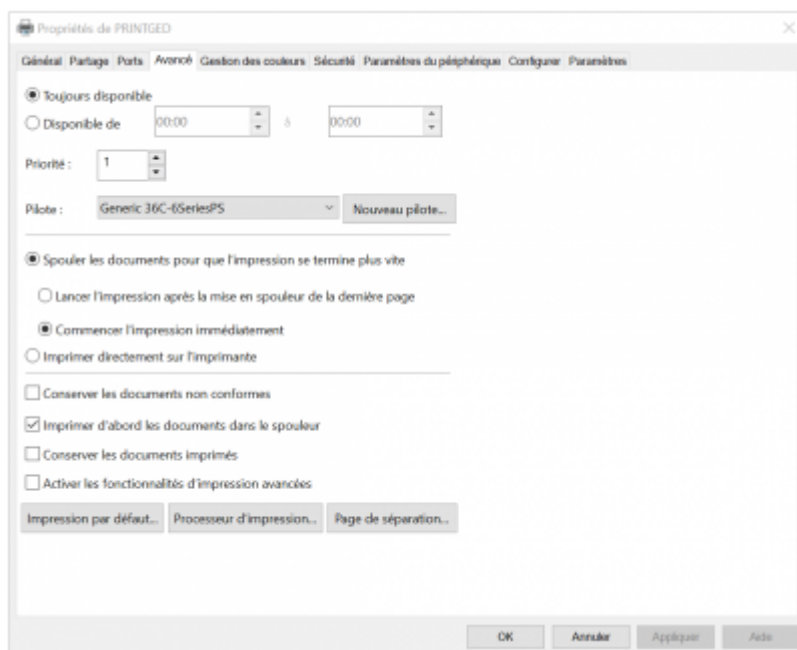 Propriétés de PRINTGED
Général Partage Ports Avancé Gestion des couleurs Sécurité Paramètres du périphérique Configurer Paramètres
Toujours disponible
Disponible de 00:00 à 00:00
Priorité : 1
Pilote : Generic 36C-6SeriesPS Nouveau pilote...
Spouler les documents pour que l'impression se termine plus vite
Lancer l'impression après la mise en spouleur de la dernière page
Commencer l'impression immédiatement
Imprimer directement sur l'imprimante
Conserver les documents non conformes
Imprimer d'abord les documents dans le spouleur
Conserver les documents imprimés
Activer les fonctionnalités d'impression avancées
Impression par défaut... Processeur d'impression... Page de séparation...
OK Annuler Appliquer Aide